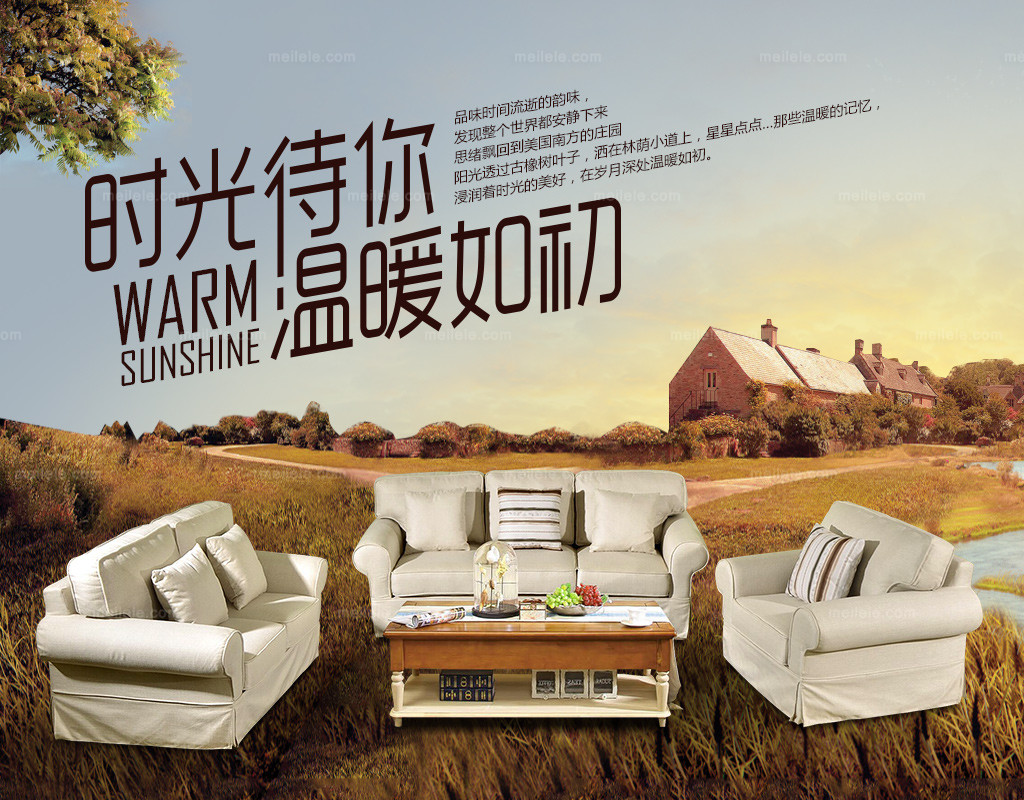 品味时间流逝的韵味，
发现整个世界都安静下来
思绪飘回到美国南方的庄园
阳光透过古橡树叶子，洒在林荫小道上，星星点点...那些温暖的记忆，
浸润着时光的美好，在岁月深处温暖如初。
时光待你
温暖如初
WARM
SUNSHINE
meilele.com